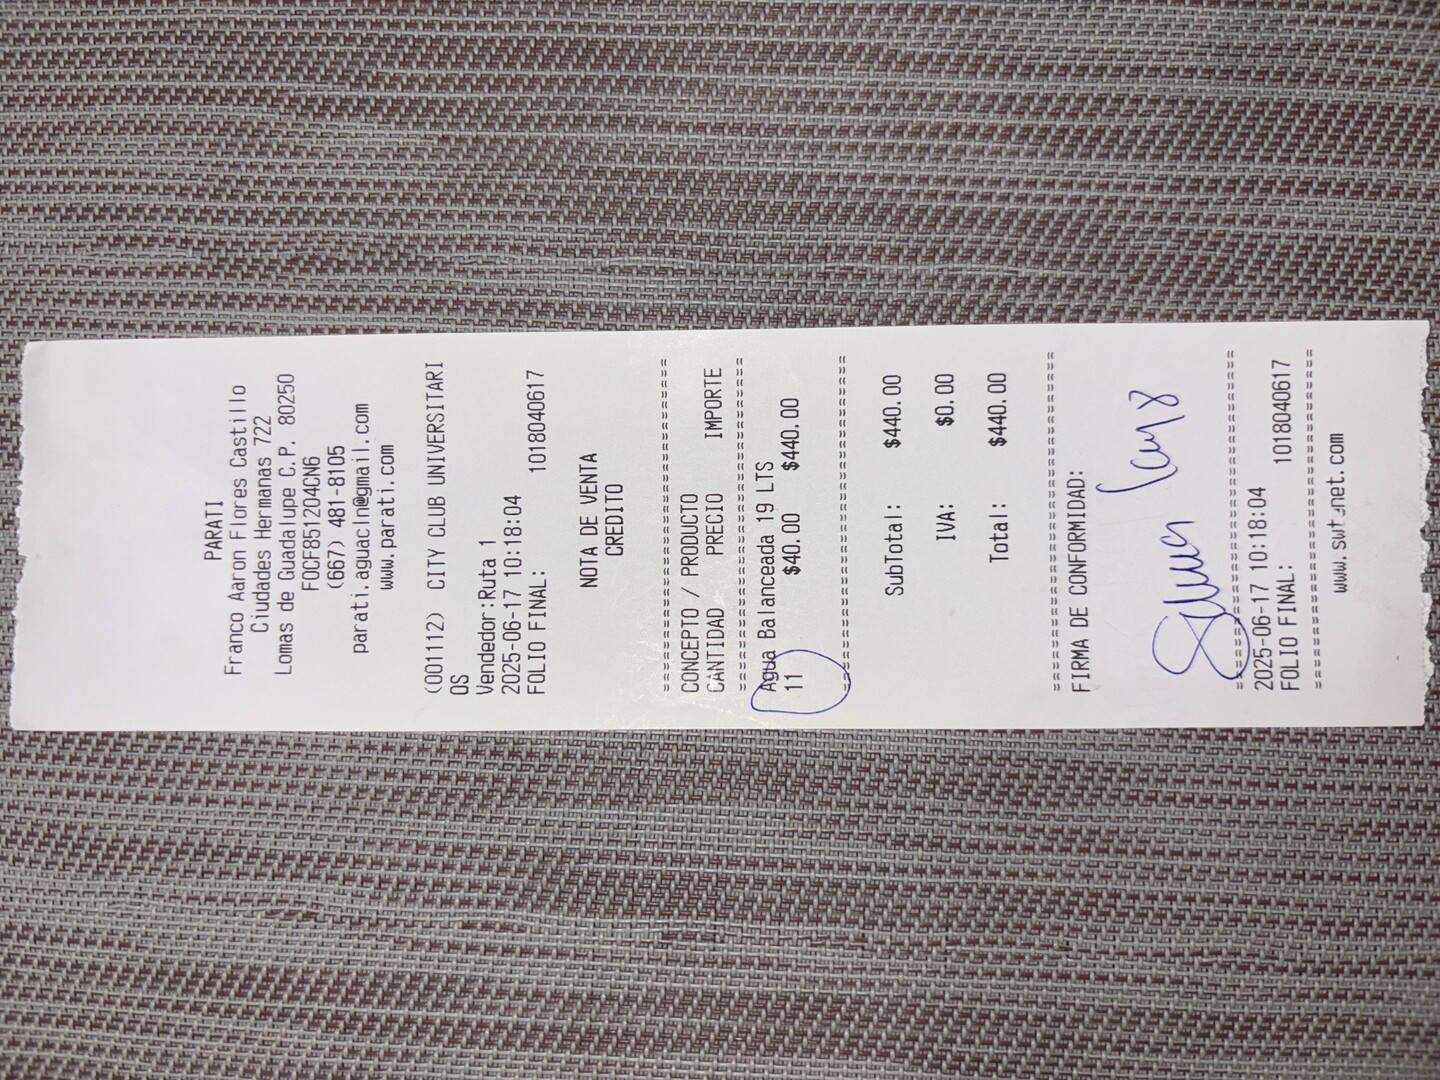 PARATI
Franco Aaron Flores Castillo
Ciudades Hermanas 722
Lomas de Guadalupe C.P. 80250
FOCF851204CN6
(667) 481-8105
parati.aguacln@gmail.com
www.parati.com
(001112) CITY CLUB UNIVERSITARI
OS
Vendedor:Ruta 1
2025-06-17 10:18:04
FOLIO FINAL: 1018040617
NOTA DE VENTA
CREDITO
==============================
CONCEPTO / PRODUCTO
CANTIDAD PRECIO IMPORTE
==============================
Agua Balanceada 19 LTS
11 $40.00 $440.00
==============================
SubTotal: $440.00
IVA: $0.00
Total: $440.00
==============================
FIRMA DE CONFORMIDAD:
==============================
2025-06-17 10:18:04
FOLIO FINAL: 1018040617
==============================